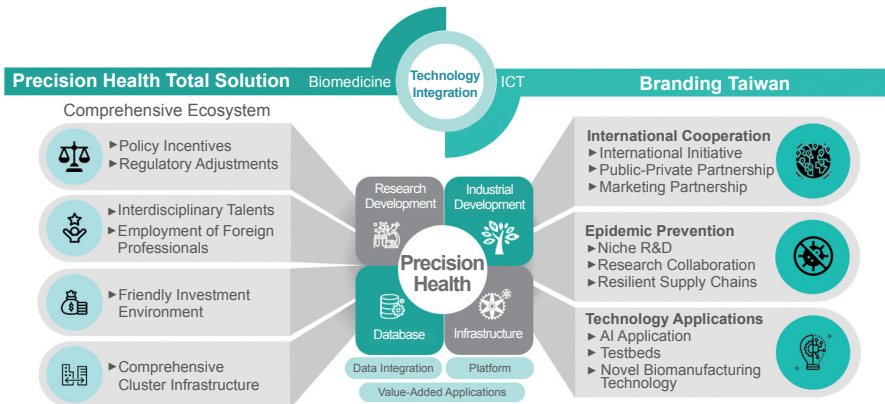 Precision Health Total Solution
Biomedicine
Technology
Integration
ICT
Branding Taiwan
Comprehensive Ecosystem
▶Policy Incentives
▶Regulatory Adjustments
▶Interdisciplinary Talents
▶Employment of Foreign
Professionals
▶Friendly Investment
Environment
▶Comprehensive
Cluster Infrastructure
Research
Development
Industrial
Development
Precision
Health
Database
Infrastructure
Data Integration
Platform
Value-Added Applications
International Cooperation
▶International Initiative
▶Public-Private Partnership
▶Marketing Partnership
Epidemic Prevention
▶Niche R&D
▶Research Collaboration
▶Resilient Supply Chains
Technology Applications
▶AI Application
▶Testbeds
▶Novel Biomanufacturing
Technology